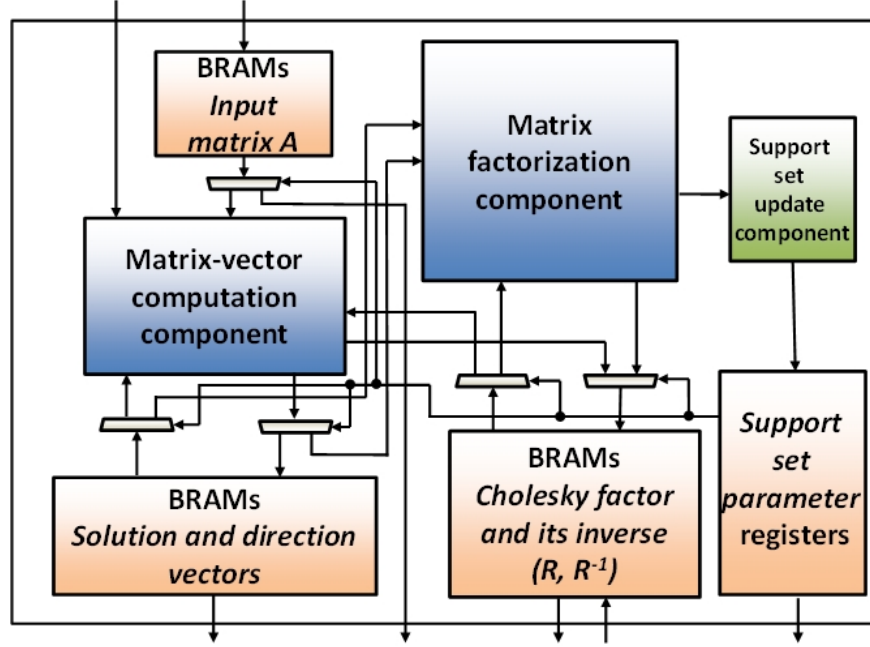 BRAMs
Input
matrix A
Matrix
factorization
component
Support
set
update
component
Matrix-vector
computation
component
BRAMs
Solution and direction
vectors
BRAMs
Cholesky factor
and its inverse
(R, R⁻¹)
Support
set
parameter
registers